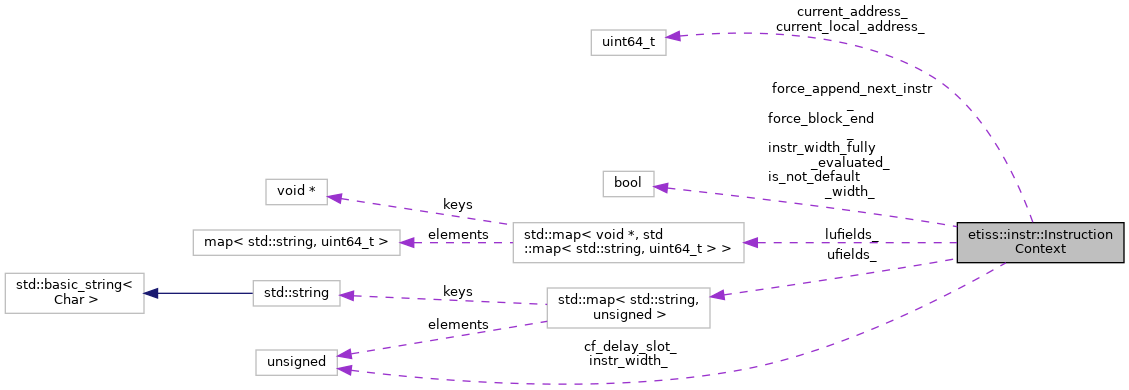 current_address_
current_local_address_
uint64_t
force_append_next_instr
_
force_block_end
_
instr_width_fully
_evaluated_
is_not_default
_width_
bool
void *
keys
map< std::string, uint64_t >
elements
std::map< void *, std
::map< std::string, uint64_t > >
lufields_
etiss::instr::Instruction
Context
ufields_
std::basic_string<
Char >
std::string
keys
std::map< std::string,
unsigned >
elements
unsigned
cf_delay_slot_
instr_width_